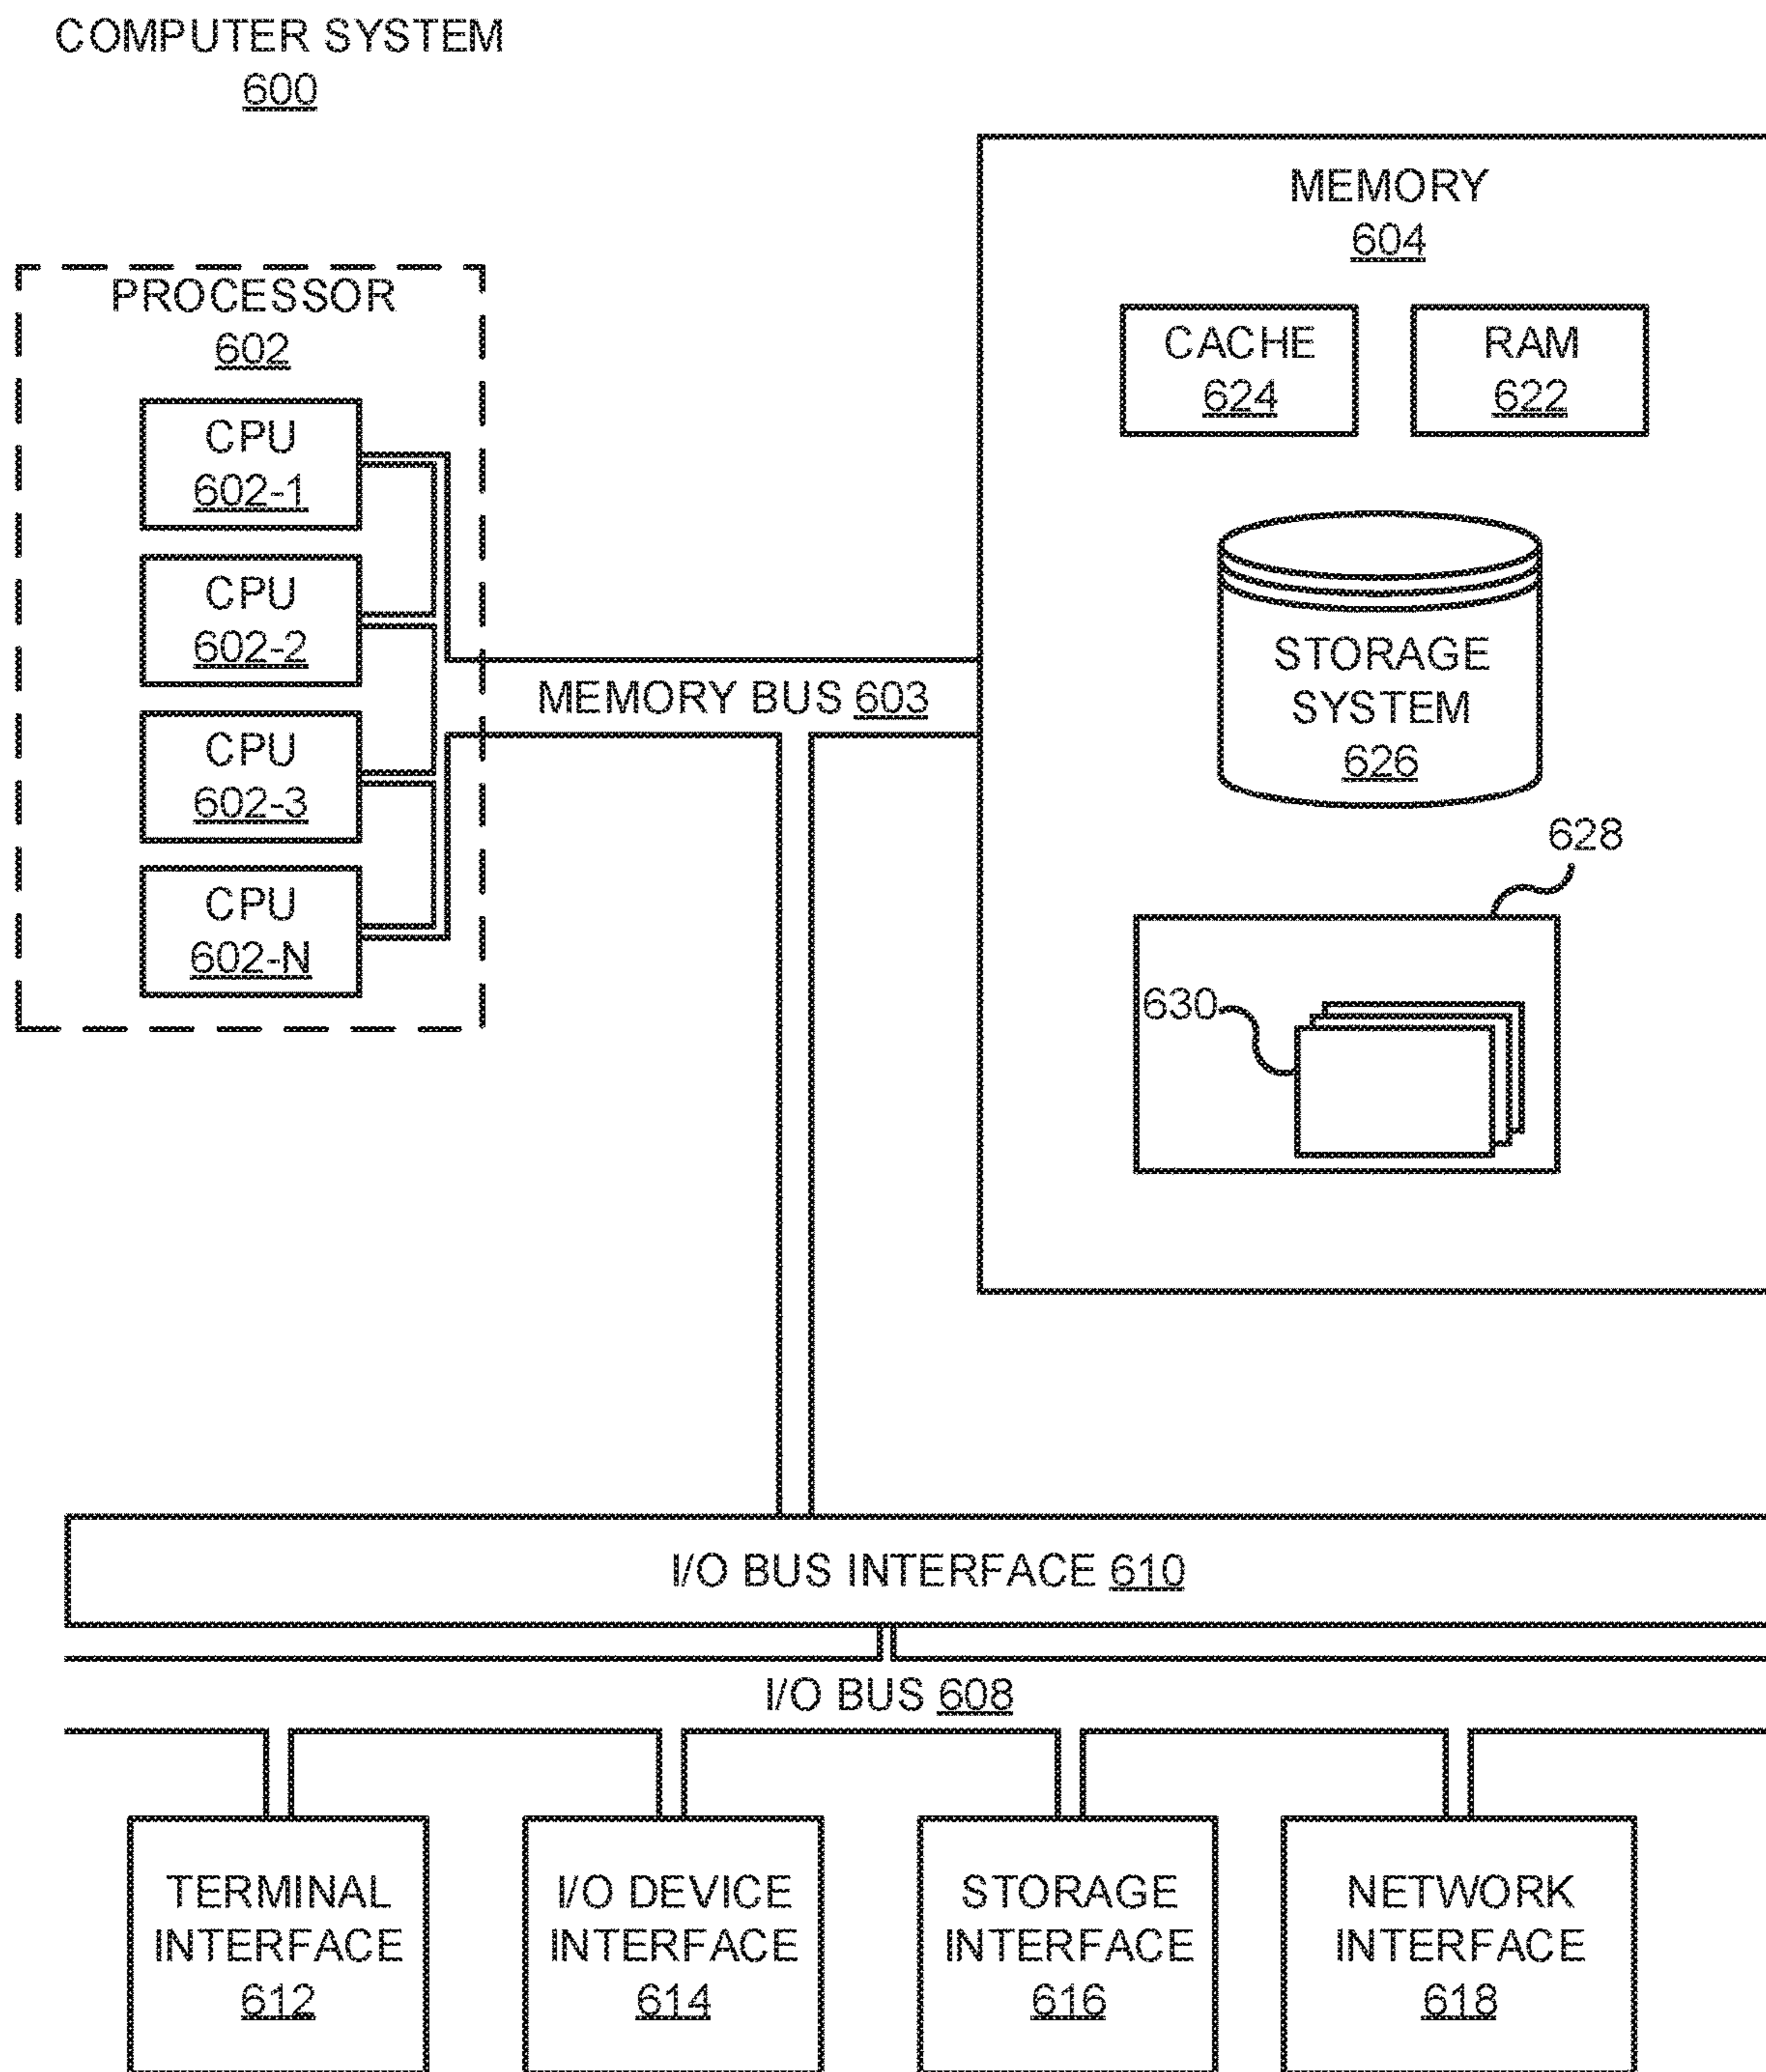 COMPUTER SYSTEM
600
PROCESSOR
602
CPU
602-1
CPU
602-2
CPU
602-3
CPU
602-N
MEMORY BUS 603
MEMORY
604
CACHE
624
RAM
622
STORAGE
SYSTEM
626
628
630
I/O BUS INTERFACE 610
I/O BUS 608
TERMINAL
INTERFACE
612
I/O DEVICE
INTERFACE
614
STORAGE
INTERFACE
616
NETWORK
INTERFACE
618